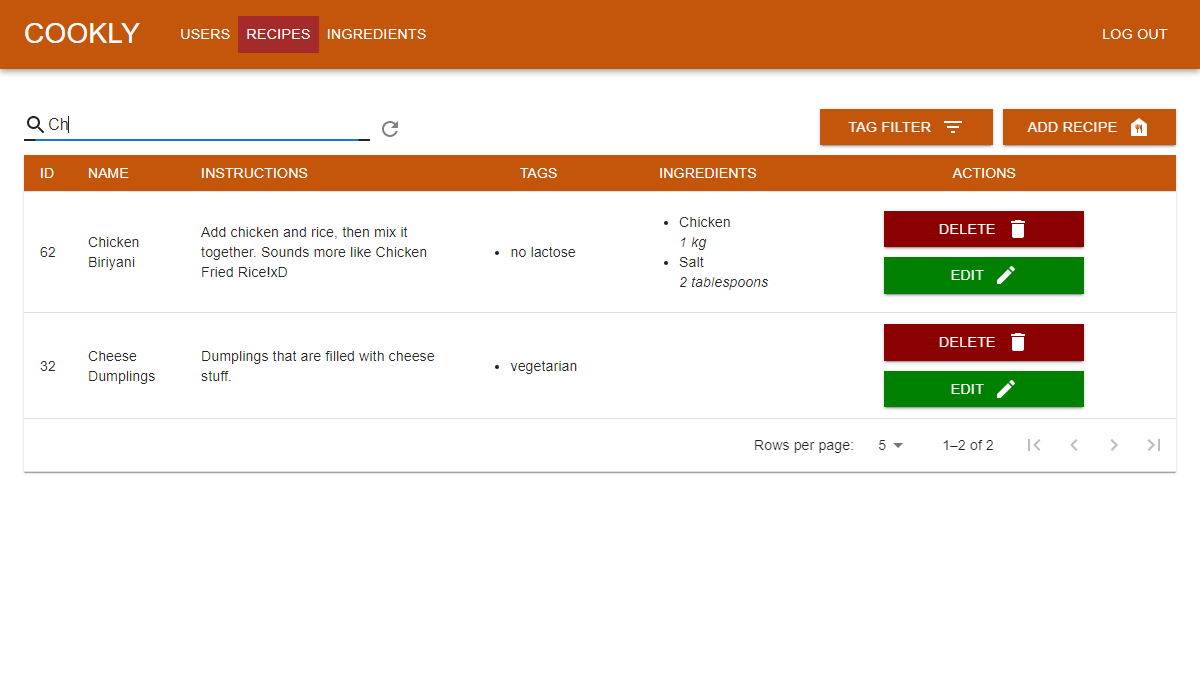 COOKLY USERS RECIPES INGREDIENTS LOG OUT
Ch
TAG FILTER
ADD RECIPE
ID NAME INSTRUCTIONS TAGS INGREDIENTS ACTIONS
62
Chicken
Biriyani
Add chicken and rice, then mix it
together. Sounds more like Chicken
Fried Rice!xD
• no lactose
• Chicken
1 kg
• Salt
2 tablespoons
DELETE
EDIT
32
Cheese
Dumplings
Dumplings that are filled with cheese
stuff.
• vegetarian
DELETE
EDIT
Rows per page: 5 1–2 of 2